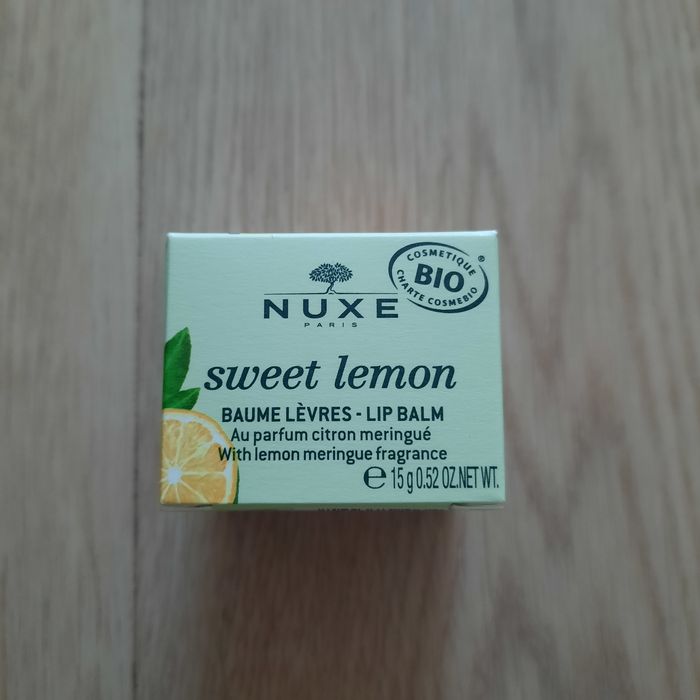 COSMETIQUE
BIO
CHARTE COSMEBIO
®
NUXE
PARIS
sweet lemon
BAUME LÈVRES - LIP BALM
Au parfum citron meringué
With lemon meringue fragrance
℮ 15 g 0.52 OZ.NET WT.